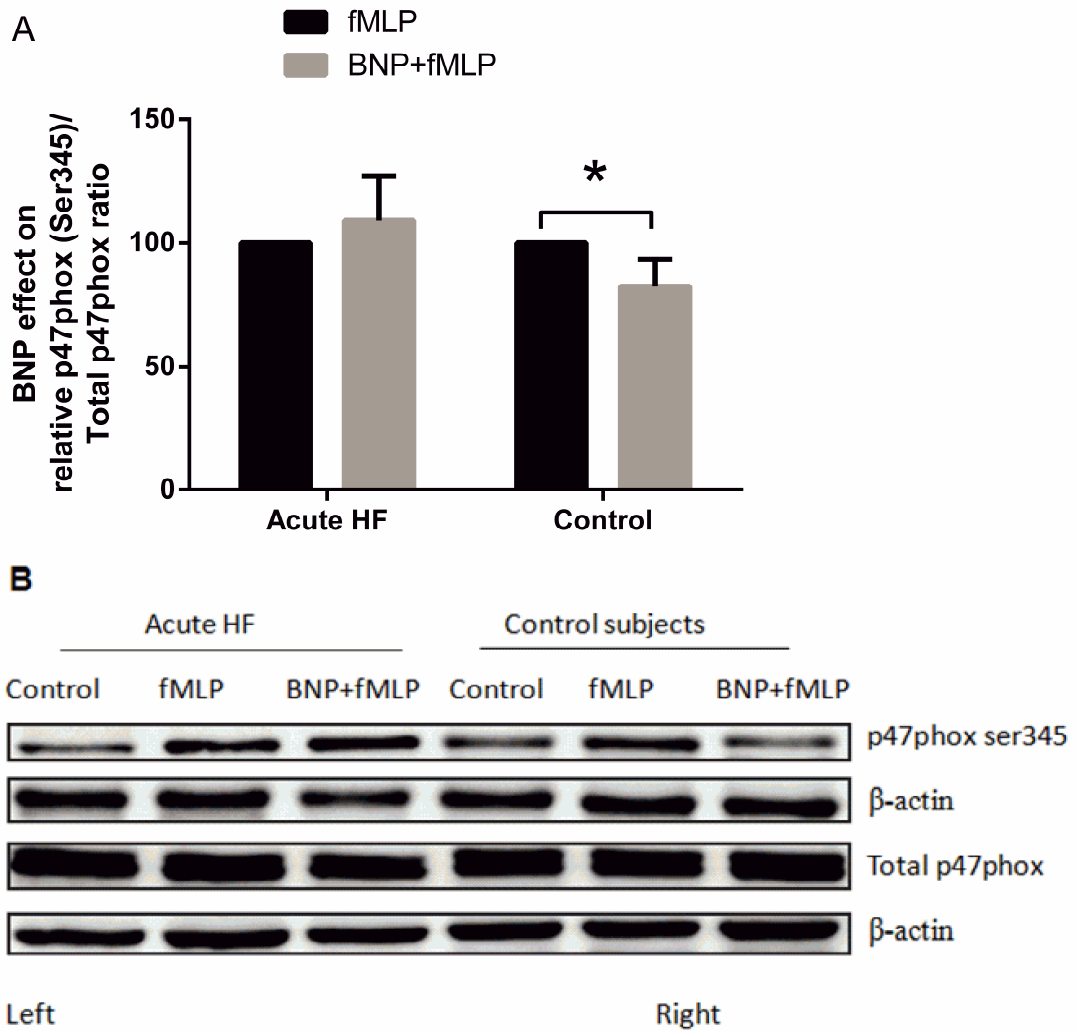 A
fMLP
BNP+fMLP
BNP effect on
relative p47phox (Ser345)/
Total p47phox ratio
150
100
50
0
*
Acute HF
Control
B
Acute HF
Control subjects
Control
fMLP
BNP+fMLP
Control
fMLP
BNP+fMLP
p47phox ser345
β-actin
Total p47phox
β-actin
Left
Right